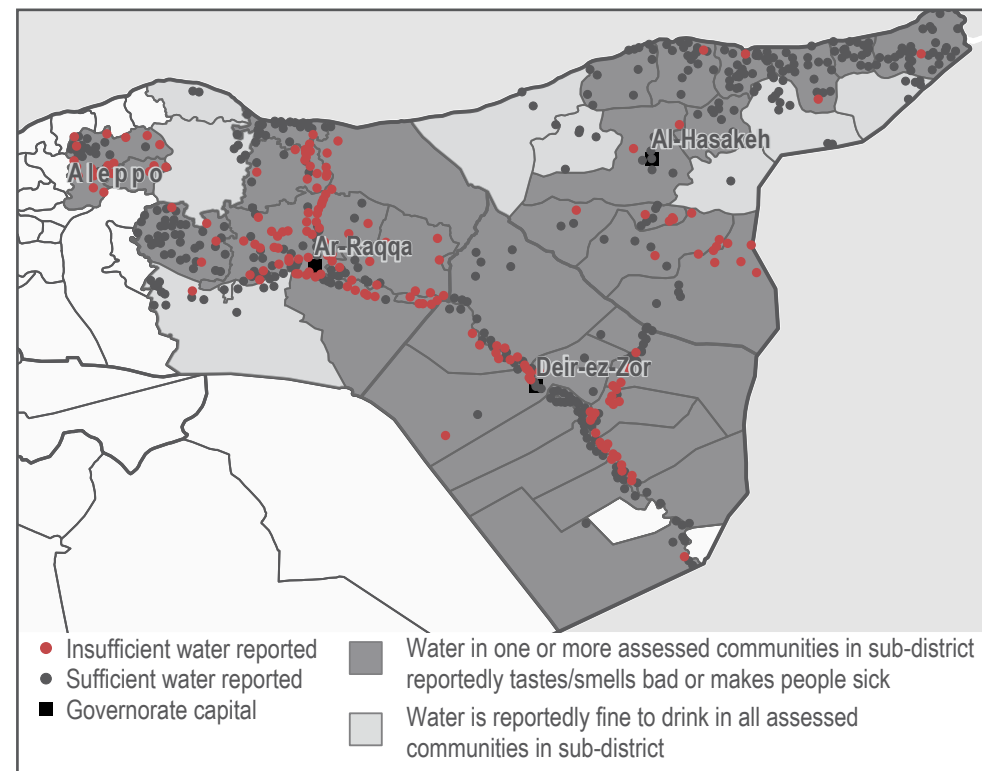 Al-Hasakeh
Aleppo
Ar-Raqqa
Deir-ez-Zor
Insufficient water reported
Sufficient water reported
Governorate capital
Water in one or more assessed communities in sub-district
reportedly tastes/smells bad or makes people sick
Water is reportedly fine to drink in all assessed
communities in sub-district